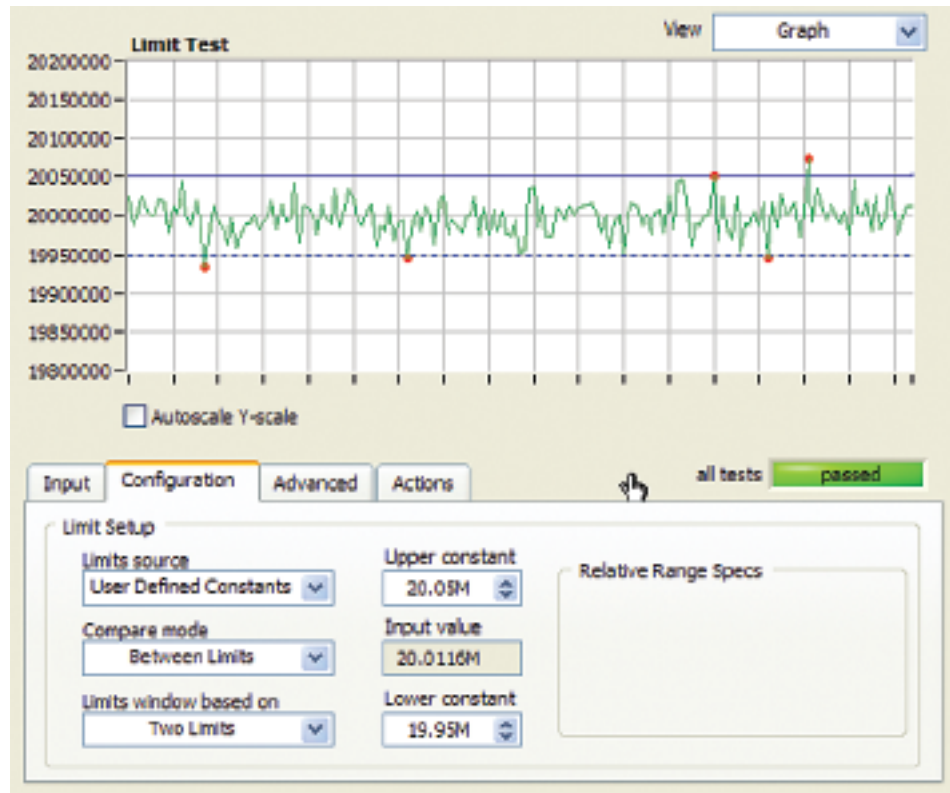 Limit Test
View
Graph
20200000
20150000
20100000
20050000
20000000
19950000
19900000
19850000
19800000
Autoscale Y-scale
Input
Configuration
Advanced
Actions
all tests
passed
Limit Setup
Limits source
User Defined Constants
Upper constant
20.05M
Relative Range Specs
Compare mode
Between Limits
Input value
20.0116M
Limits window based on
Two Limits
Lower constant
19.95M